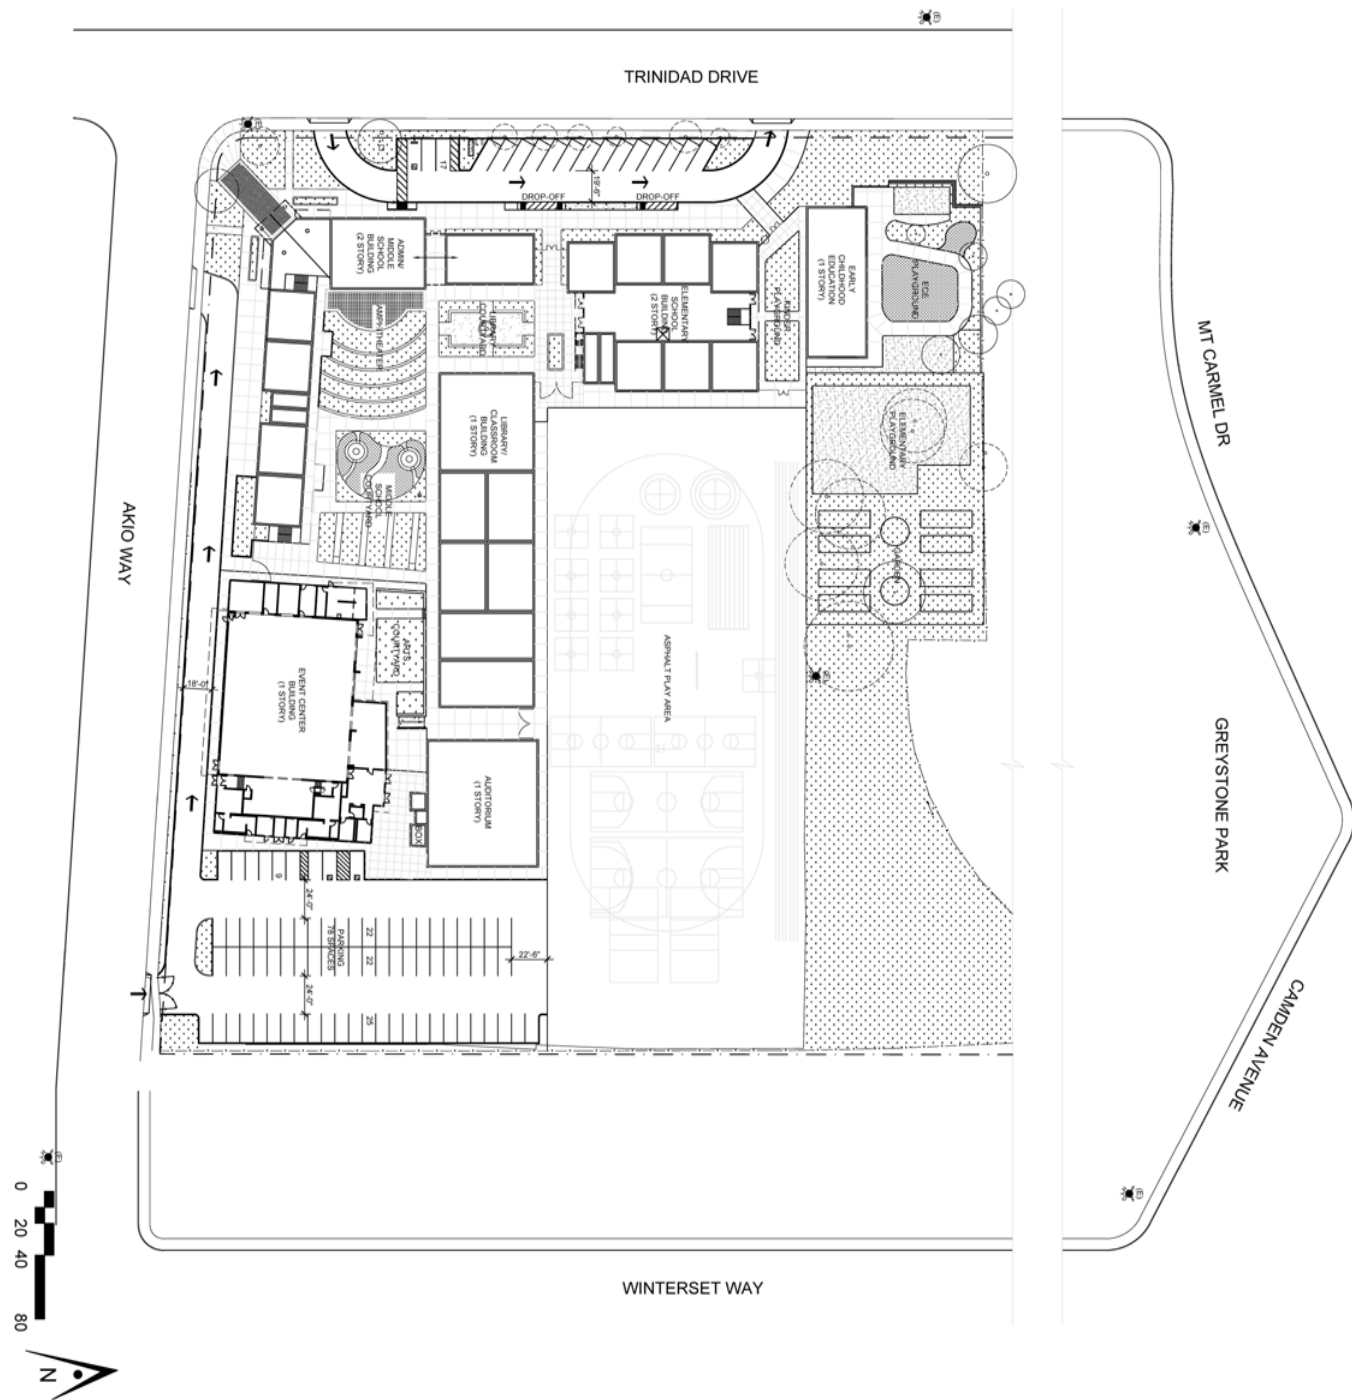 (E)
TRINIDAD DRIVE
17
19'-6"
DROP-OFF
DROP-OFF
ADMIN/
MIDDLE
SCHOOL
BUILDING
(2 STORY)
AMPHITHEATER
LIBRARY
COURTYARD
ELEMENTARY
SCHOOL
BUILDING
(2 STORY)
KINDER
PLAYGROUND
EARLY
CHILDHOOD
EDUCATION
(1 STORY)
ECE
PLAYGROUND
MT CARMEL DR
LIBRARY/
CLASSROOM
BUILDING
(1 STORY)
ELEMENTARY
PLAYGROUND
MIDDLE
SCHOOL
COURTYARD
AKIO WAY
(E)
GARDEN
ARTS
COURTYARD
ASPHALT PLAY AREA
18'-0"
EVENT CENTER
BUILDING
(1 STORY)
GREYSTONE PARK
AUDITORIUM
(1 STORY)
BOX
9
24'-0"
22
22
PARKING
78 SPACES
22'-6"
24'-0"
25
CAMDEN AVENUE
(E)
(E)
0
20
40
80
WINTERSET WAY
N